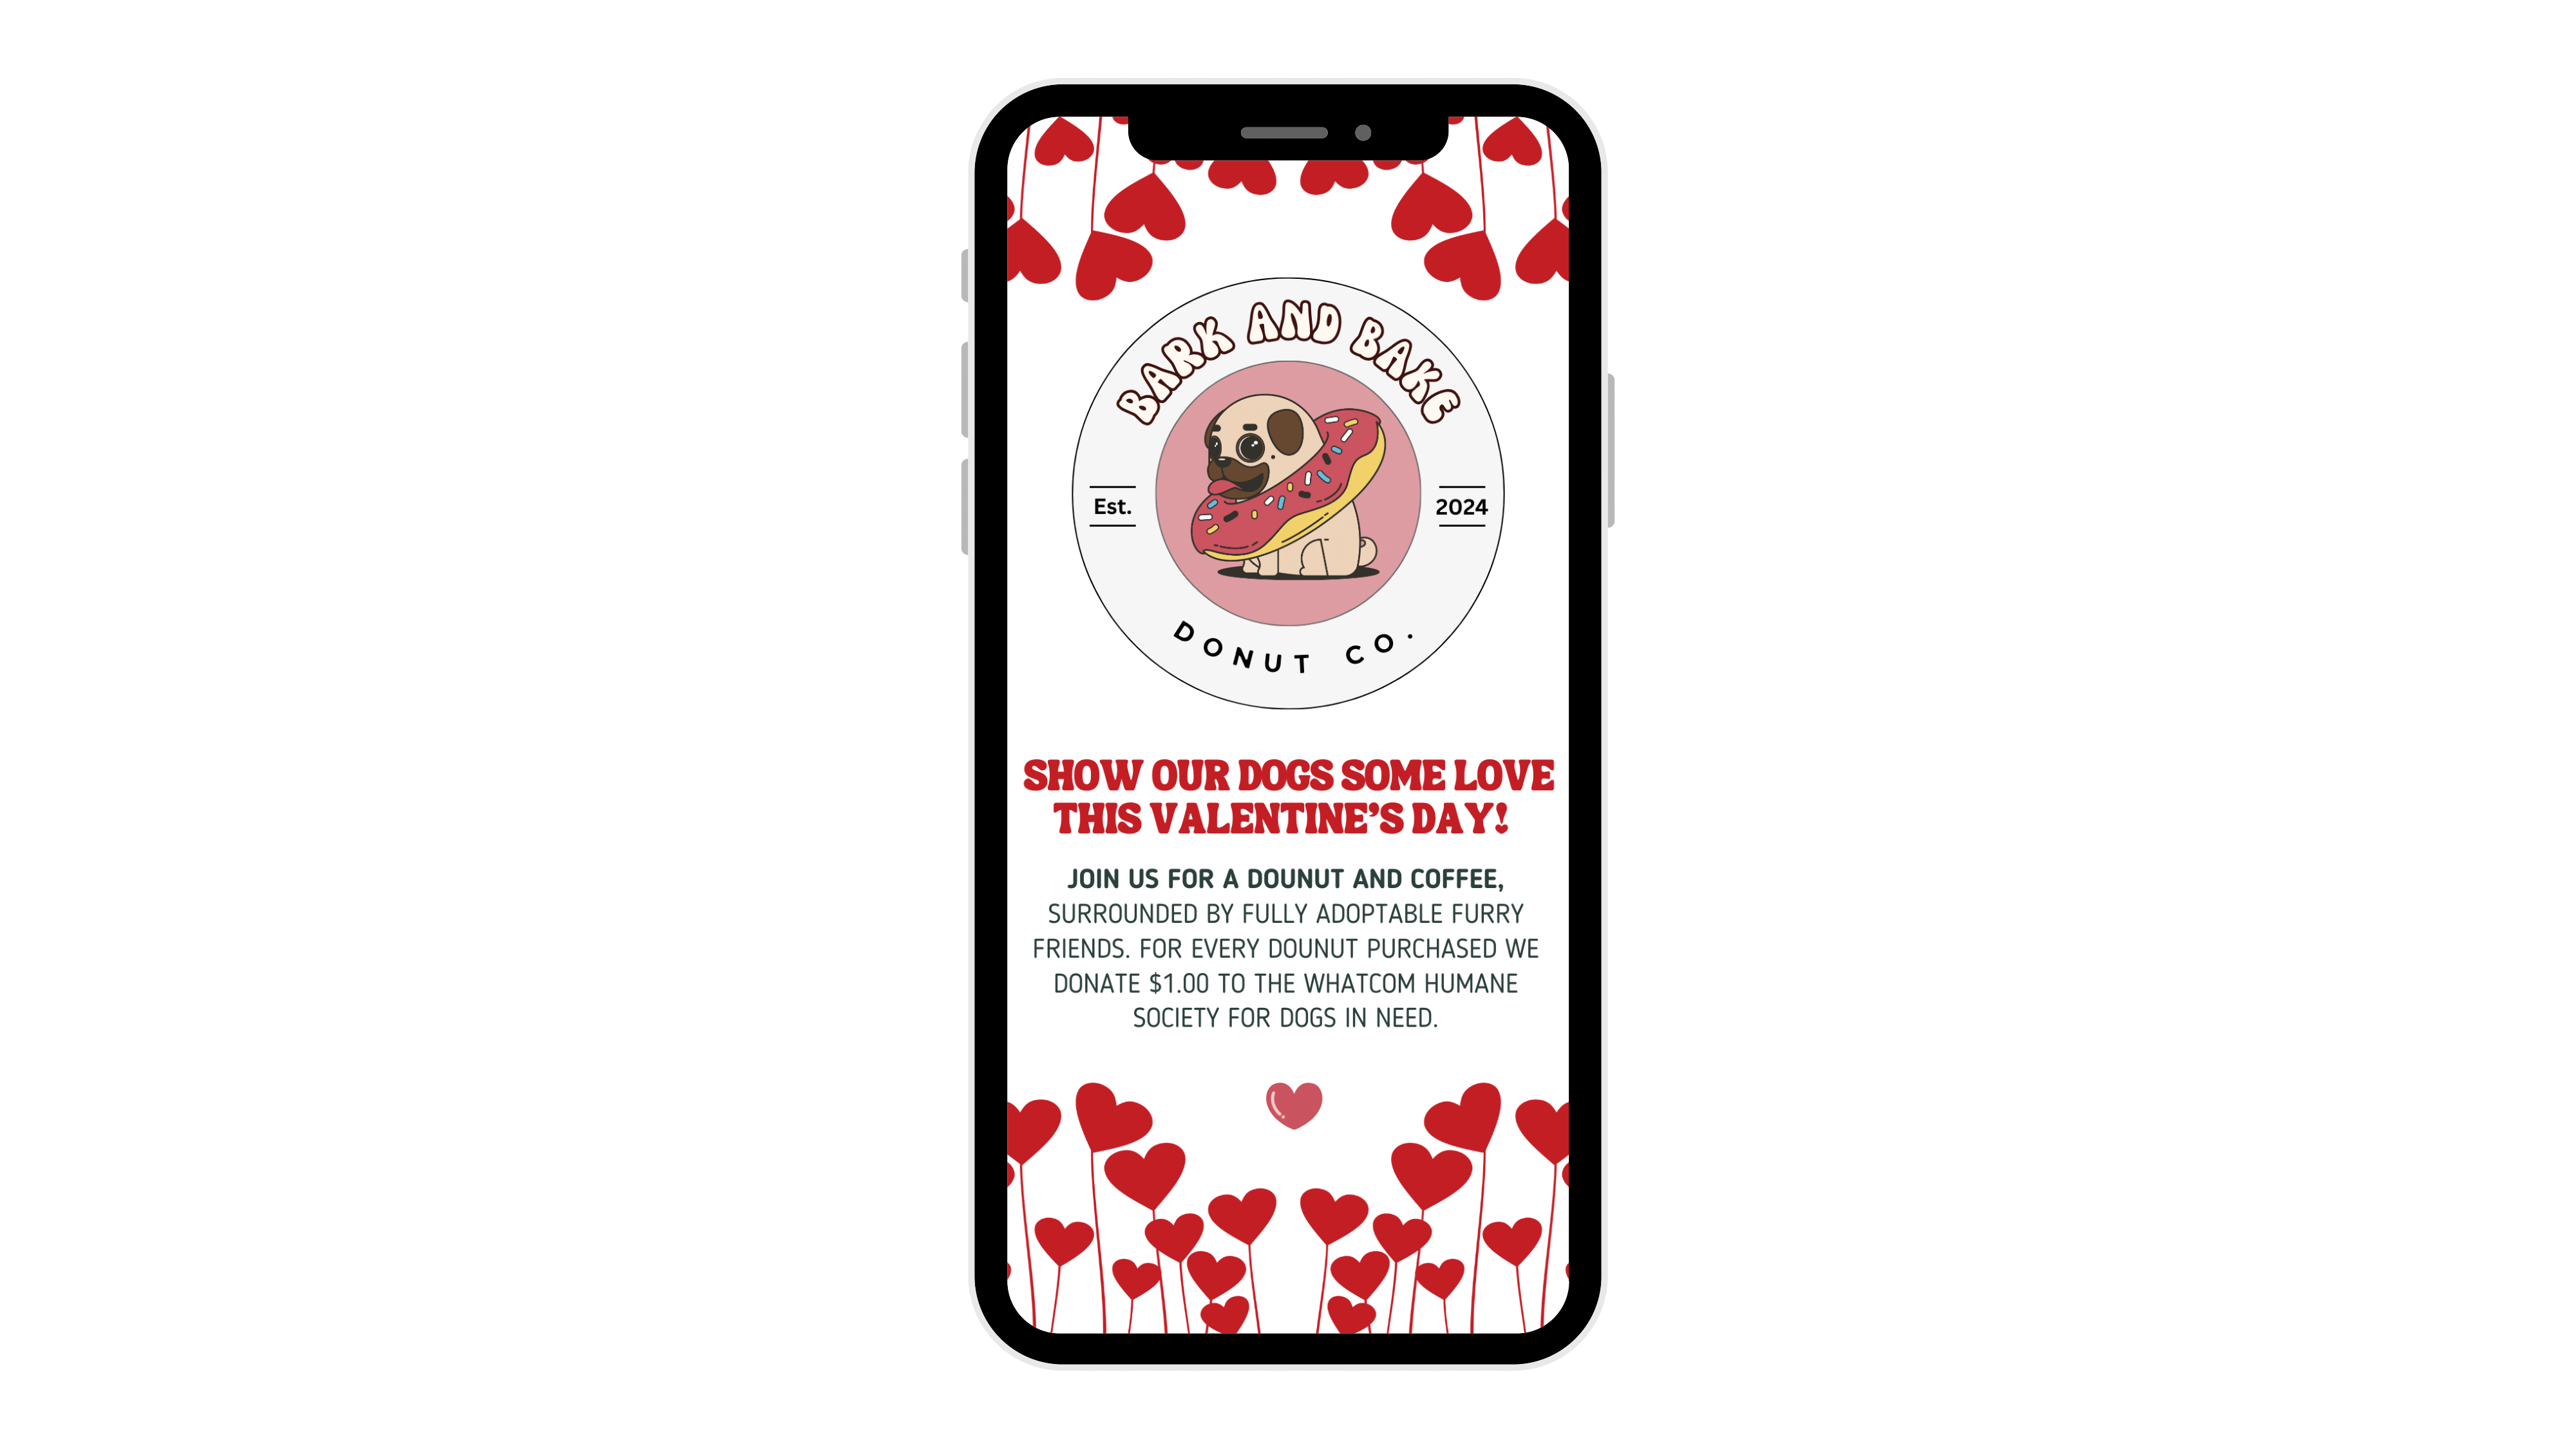 BARK AND BAKE
Est.
2024
DONUT CO.
SHOW OUR DOGS SOME LOVE
THIS VALENTINE'S DAY!
JOIN US FOR A DOUNUT AND COFFEE,
SURROUNDED BY FULLY ADOPTABLE FURRY
FRIENDS. FOR EVERY DOUNUT PURCHASED WE
DONATE $1.00 TO THE WHATCOM HUMANE
SOCIETY FOR DOGS IN NEED.